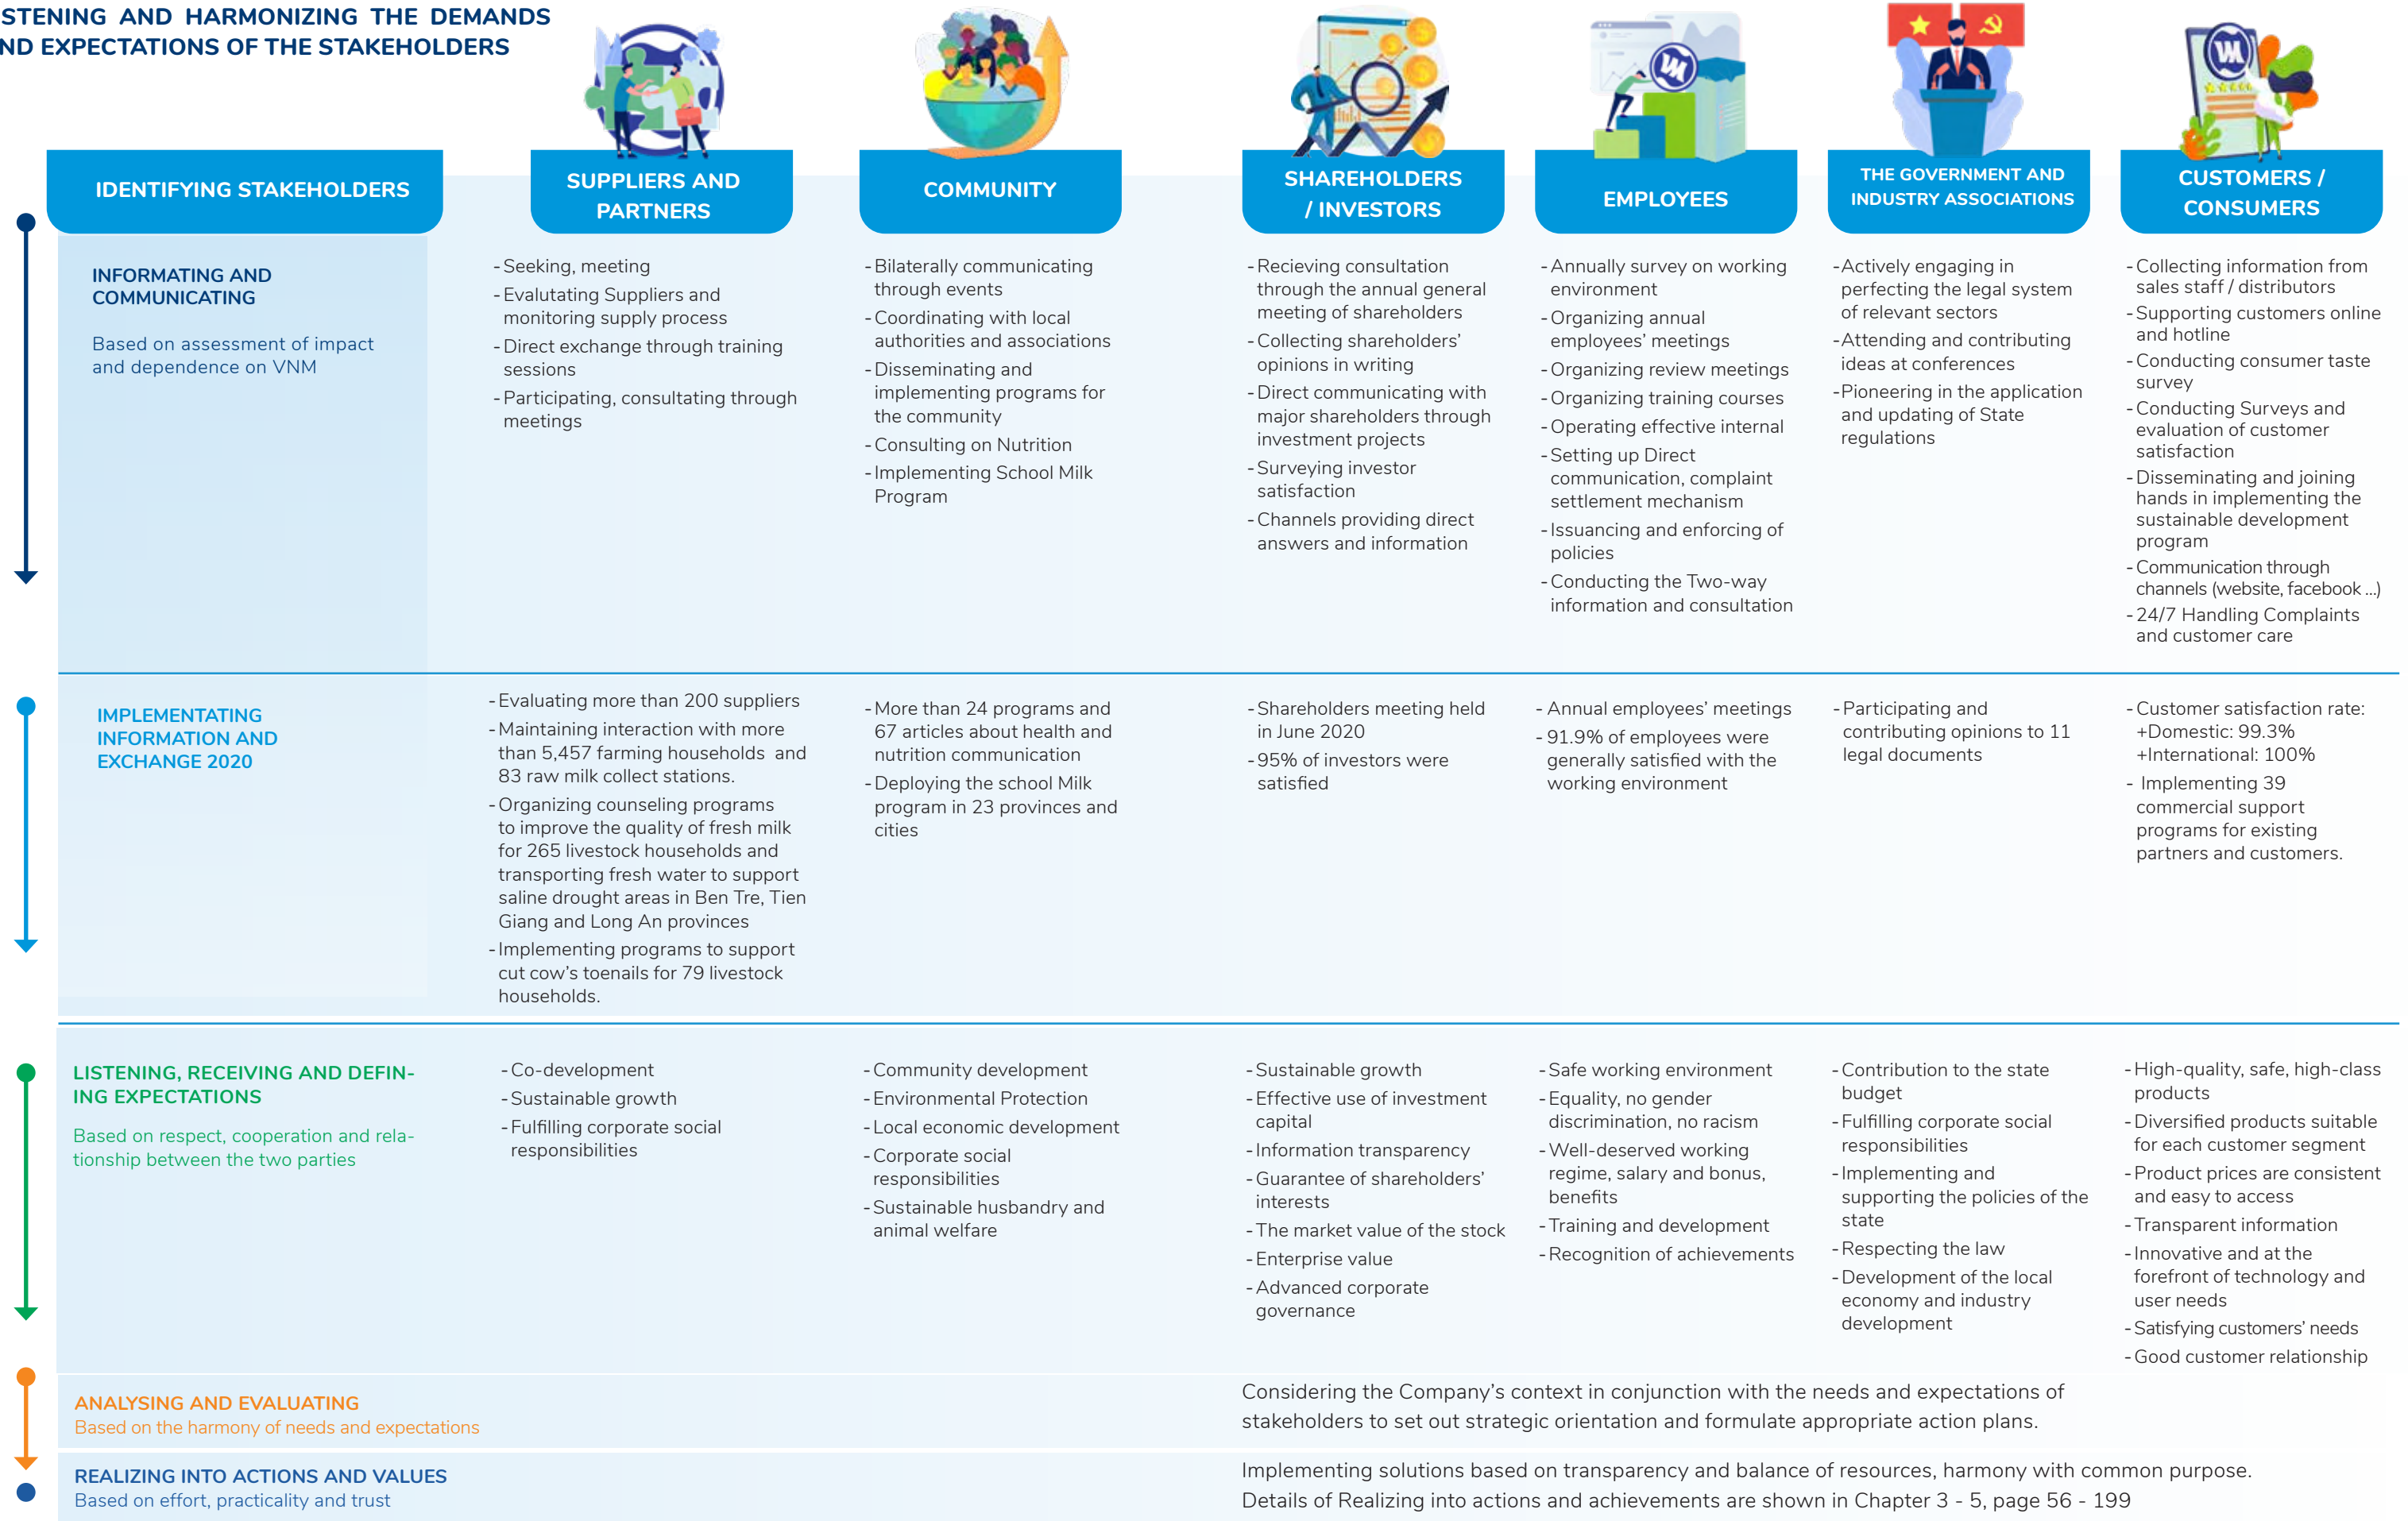 STENING AND HARMONIZING THE DEMANDS
ND EXPECTATIONS OF THE STAKEHOLDERS
IDENTIFYING STAKEHOLDERS
SUPPLIERS AND
PARTNERS
COMMUNITY
SHAREHOLDERS
/ INVESTORS
EMPLOYEES
THE GOVERNMENT AND
INDUSTRY ASSOCIATIONS
CUSTOMERS /
CONSUMERS
INFORMATING AND
COMMUNICATING
Based on assessment of impact
and dependence on VNM
- Seeking, meeting
- Evalutating Suppliers and
monitoring supply process
- Direct exchange through training
sessions
- Participating, consultating through
meetings
- Bilaterally communicating
through events
- Coordinating with local
authorities and associations
- Disseminating and
implementing programs for
the community
- Consulting on Nutrition
- Implementing School Milk
Program
- Recieving consultation
through the annual general
meeting of shareholders
- Collecting shareholders’
opinions in writing
- Direct communicating with
major shareholders through
investment projects
- Surveying investor
satisfaction
- Channels providing direct
answers and information
- Annually survey on working
environment
- Organizing annual
employees’ meetings
- Organizing review meetings
- Organizing training courses
- Operating effective internal
- Setting up Direct
communication, complaint
settlement mechanism
- Issuancing and enforcing of
policies
- Conducting the Two-way
information and consultation
- Actively engaging in
perfecting the legal system
of relevant sectors
- Attending and contributing
ideas at conferences
- Pioneering in the application
and updating of State
regulations
- Collecting information from
sales staff / distributors
- Supporting customers online
and hotline
- Conducting consumer taste
survey
- Conducting Surveys and
evaluation of customer
satisfaction
- Disseminating and joining
hands in implementing the
sustainable development
program
- Communication through
channels (website, facebook ...)
- 24/7 Handling Complaints
and customer care
IMPLEMENTATING
INFORMATION AND
EXCHANGE 2020
- Evaluating more than 200 suppliers
- Maintaining interaction with more
than 5,457 farming households and
83 raw milk collect stations.
- Organizing counseling programs
to improve the quality of fresh milk
for 265 livestock households and
transporting fresh water to support
saline drought areas in Ben Tre, Tien
Giang and Long An provinces
- Implementing programs to support
cut cow’s toenails for 79 livestock
households.
- More than 24 programs and
67 articles about health and
nutrition communication
- Deploying the school Milk
program in 23 provinces and
cities
- Shareholders meeting held
in June 2020
- 95% of investors were
satisfied
- Annual employees’ meetings
- 91.9% of employees were
generally satisfied with the
working environment
- Participating and
contributing opinions to 11
legal documents
- Customer satisfaction rate:
+Domestic: 99.3%
+International: 100%
- Implementing 39
commercial support
programs for existing
partners and customers.
LISTENING, RECEIVING AND DEFIN-
ING EXPECTATIONS
Based on respect, cooperation and rela-
tionship between the two parties
- Co-development
- Sustainable growth
- Fulfilling corporate social
responsibilities
- Community development
- Environmental Protection
- Local economic development
- Corporate social
responsibilities
- Sustainable husbandry and
animal welfare
- Sustainable growth
- Effective use of investment
capital
- Information transparency
- Guarantee of shareholders’
interests
- The market value of the stock
- Enterprise value
- Advanced corporate
governance
- Safe working environment
- Equality, no gender
discrimination, no racism
- Well-deserved working
regime, salary and bonus,
benefits
- Training and development
- Recognition of achievements
- Contribution to the state
budget
- Fulfilling corporate social
responsibilities
- Implementing and
supporting the policies of the
state
- Respecting the law
- Development of the local
economy and industry
development
- High-quality, safe, high-class
products
- Diversified products suitable
for each customer segment
- Product prices are consistent
and easy to access
- Transparent information
- Innovative and at the
forefront of technology and
user needs
- Satisfying customers’ needs
- Good customer relationship
ANALYSING AND EVALUATING
Based on the harmony of needs and expectations
Considering the Company’s context in conjunction with the needs and expectations of
stakeholders to set out strategic orientation and formulate appropriate action plans.
REALIZING INTO ACTIONS AND VALUES
Based on effort, practicality and trust
Implementing solutions based on transparency and balance of resources, harmony with common purpose.
Details of Realizing into actions and achievements are shown in Chapter 3 - 5, page 56 - 199